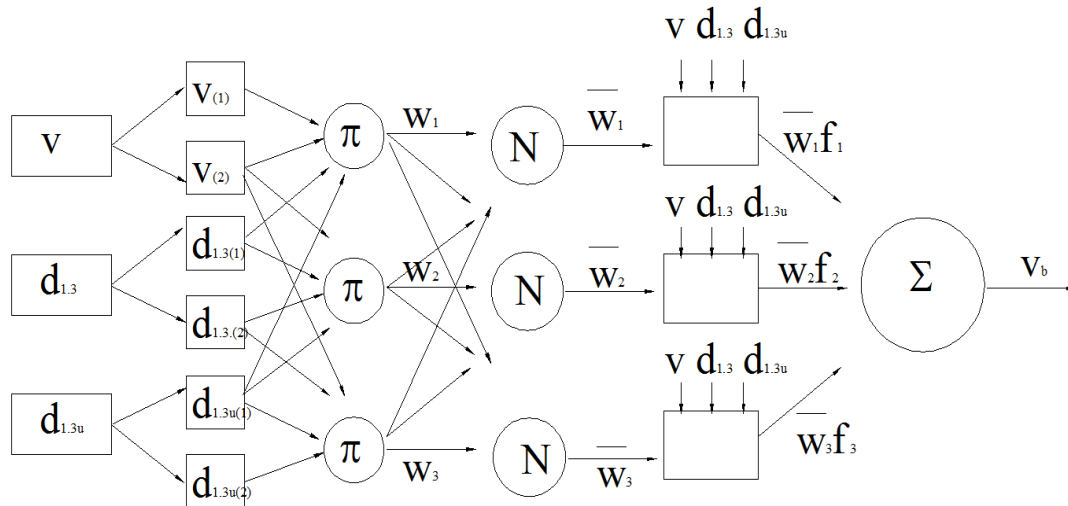 v
d1.3
d1.3u
v(1)
v(2)
d1.3(1)
d1.3.(2)
d1.3u(1)
d1.3u(2)
π
π
π
w1
w2
w3
N
N
N
w̅1
w̅2
w̅3
v d1.3 d1.3u
v d1.3 d1.3u
v d1.3 d1.3u
w̅1f1
w̅2f2
w̅3f3
Σ
vb